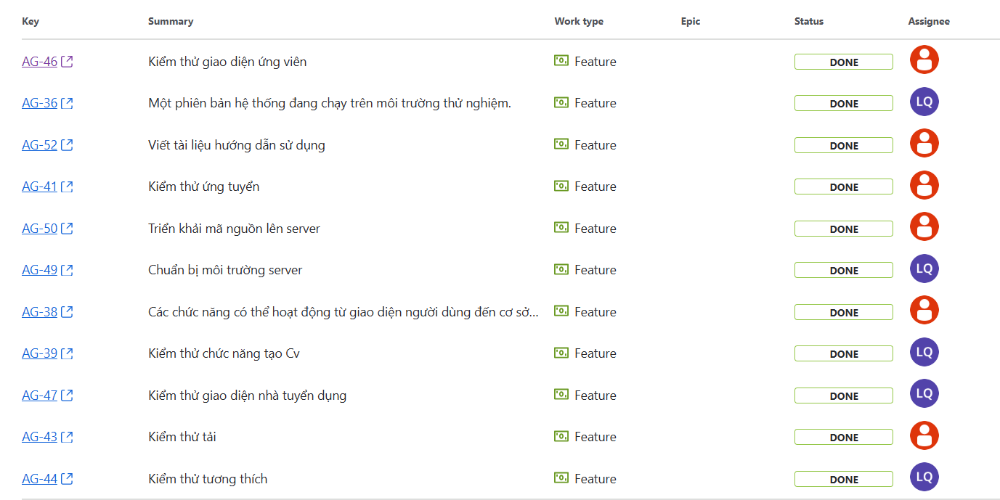 Key Summary Work type Epic Status Assignee
AG-46 Kiểm thử giao diện ứng viên Feature DONE
AG-36 Một phiên bản hệ thống đang chạy trên môi trường thử nghiệm. Feature DONE LQ
AG-52 Viết tài liệu hướng dẫn sử dụng Feature DONE
AG-41 Kiểm thử ứng tuyển Feature DONE
AG-50 Triển khải mã nguồn lên server Feature DONE
AG-49 Chuẩn bị môi trường server Feature DONE LQ
AG-38 Các chức năng có thể hoạt động từ giao diện người dùng đến cơ sở... Feature DONE
AG-39 Kiểm thử chức năng tạo Cv Feature DONE LQ
AG-47 Kiểm thử giao diện nhà tuyển dụng Feature DONE LQ
AG-43 Kiểm thử tải Feature DONE
AG-44 Kiểm thử tương thích Feature DONE LQ